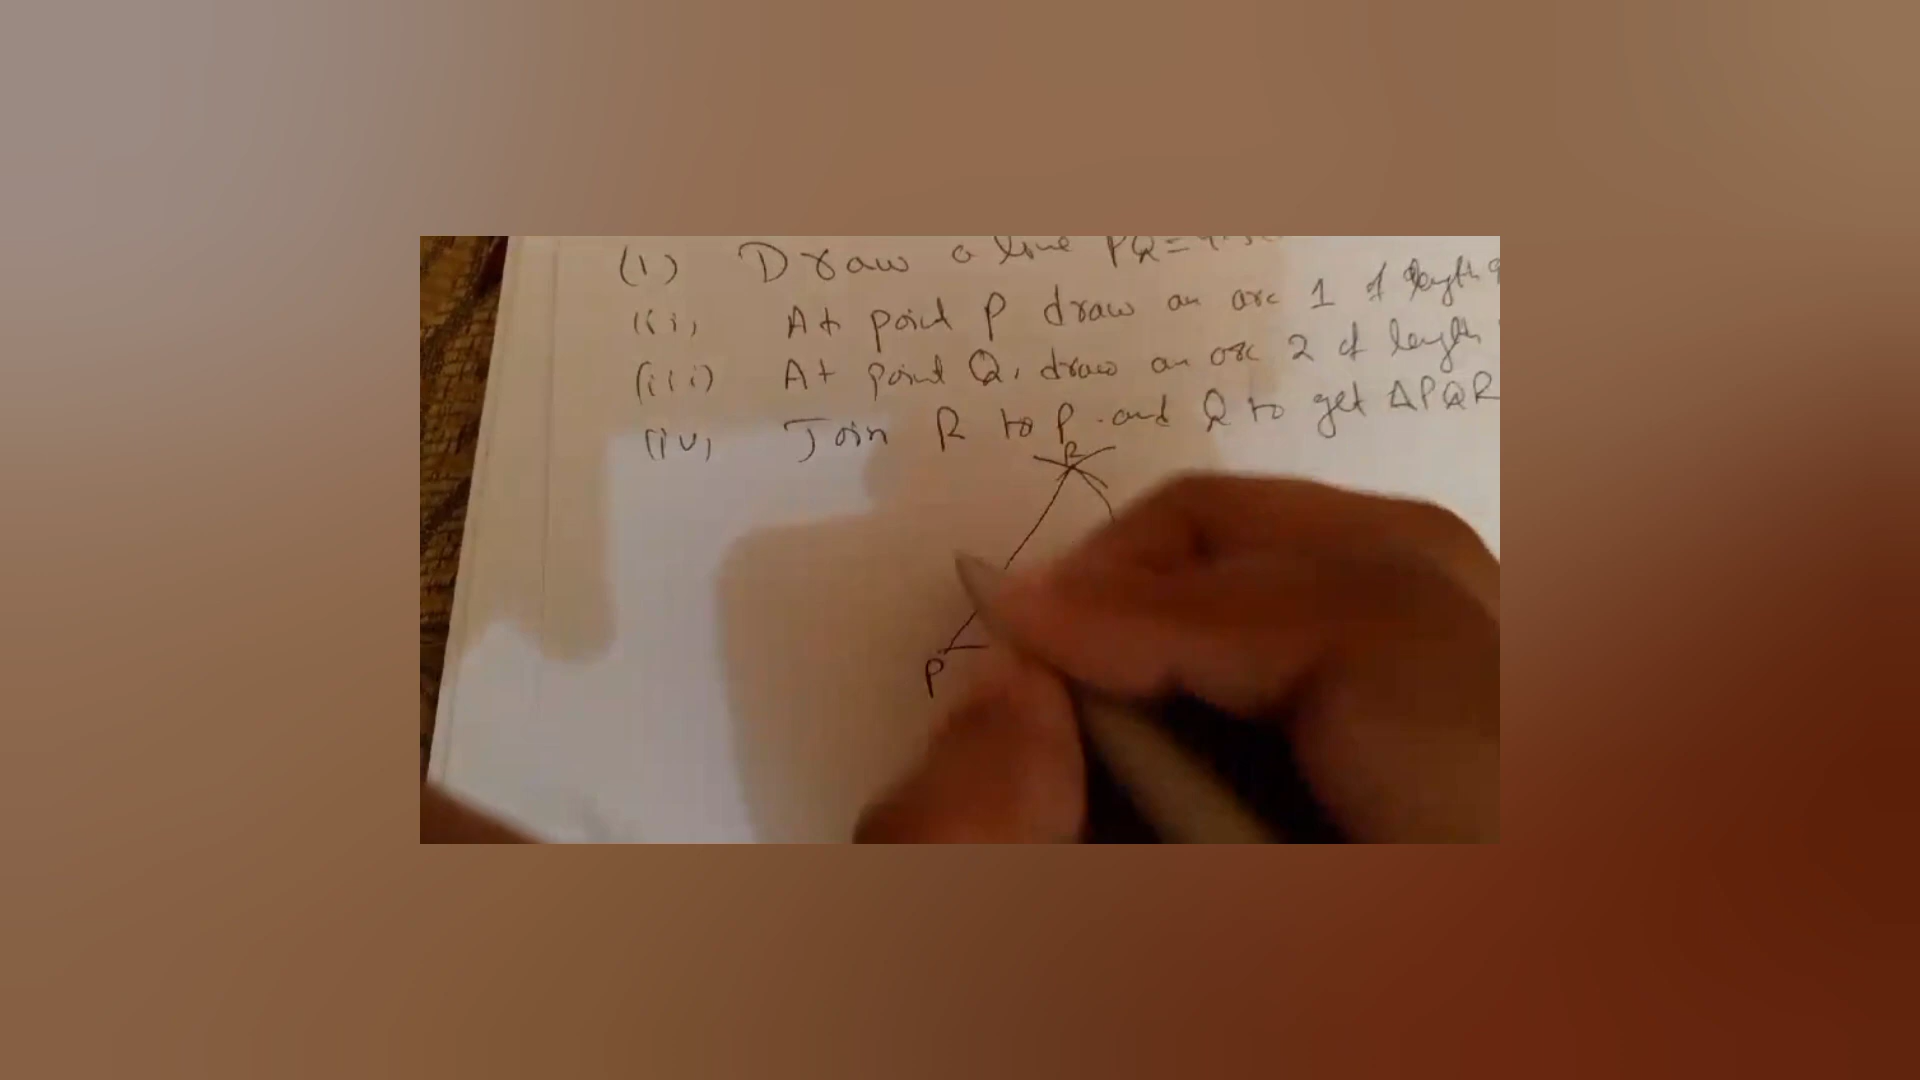 (i) Draw a line PQ =
(ii) At point P draw an arc 1 of length
(iii) At point Q, draw an arc 2 of length
(iv) Join R to P and Q to get ΔPQR
R
P